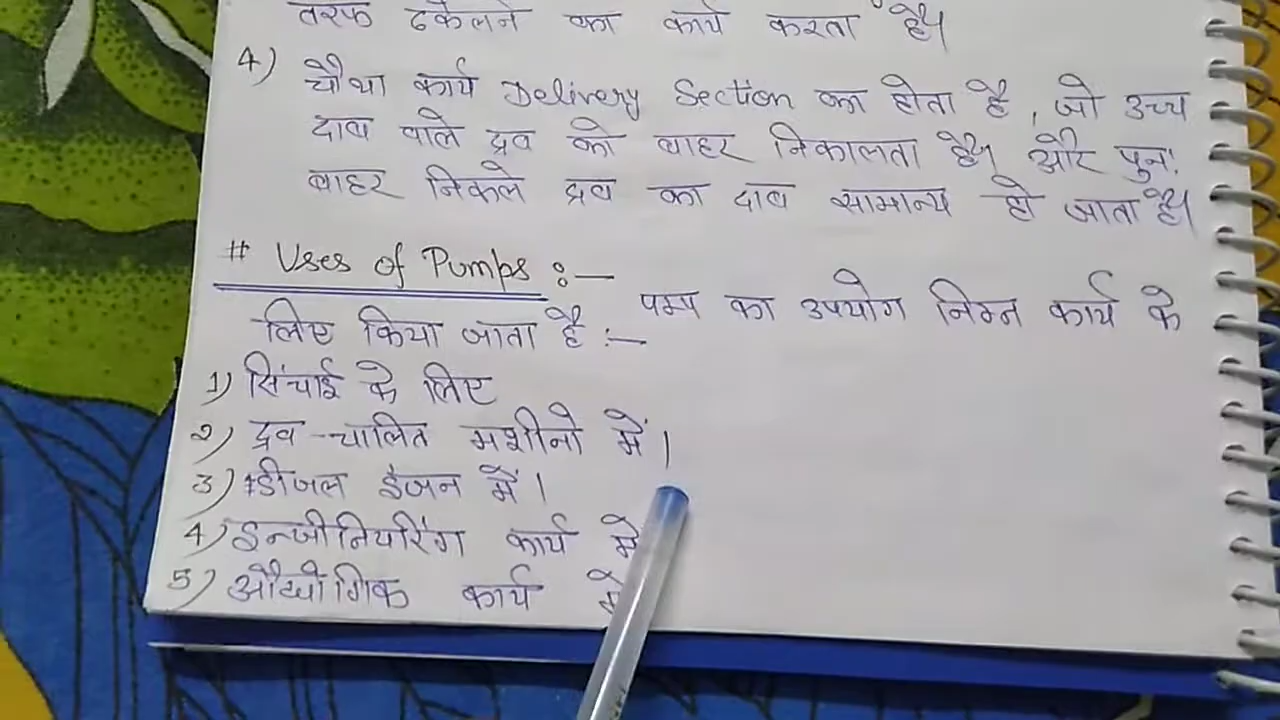 तरफ ढकेलने का कार्य करता है।
4) चौथा कार्य Delivery Section का होता है, जो उच्च
दाब वाले द्रव को बाहर निकालता है। और पुन:
बाहर निकले द्रव का दाब सामान्य हो जाता है।
# Uses of Pumps :— पम्प का उपयोग निम्न कार्य के
लिए किया जाता है :—
1) सिंचाई के लिए
2) द्रव-चालित मशीनो में।
3) डीजल इंजन में।
4) इन्जीनियरिंग कार्य मे
5) औद्योगिक कार्य मे